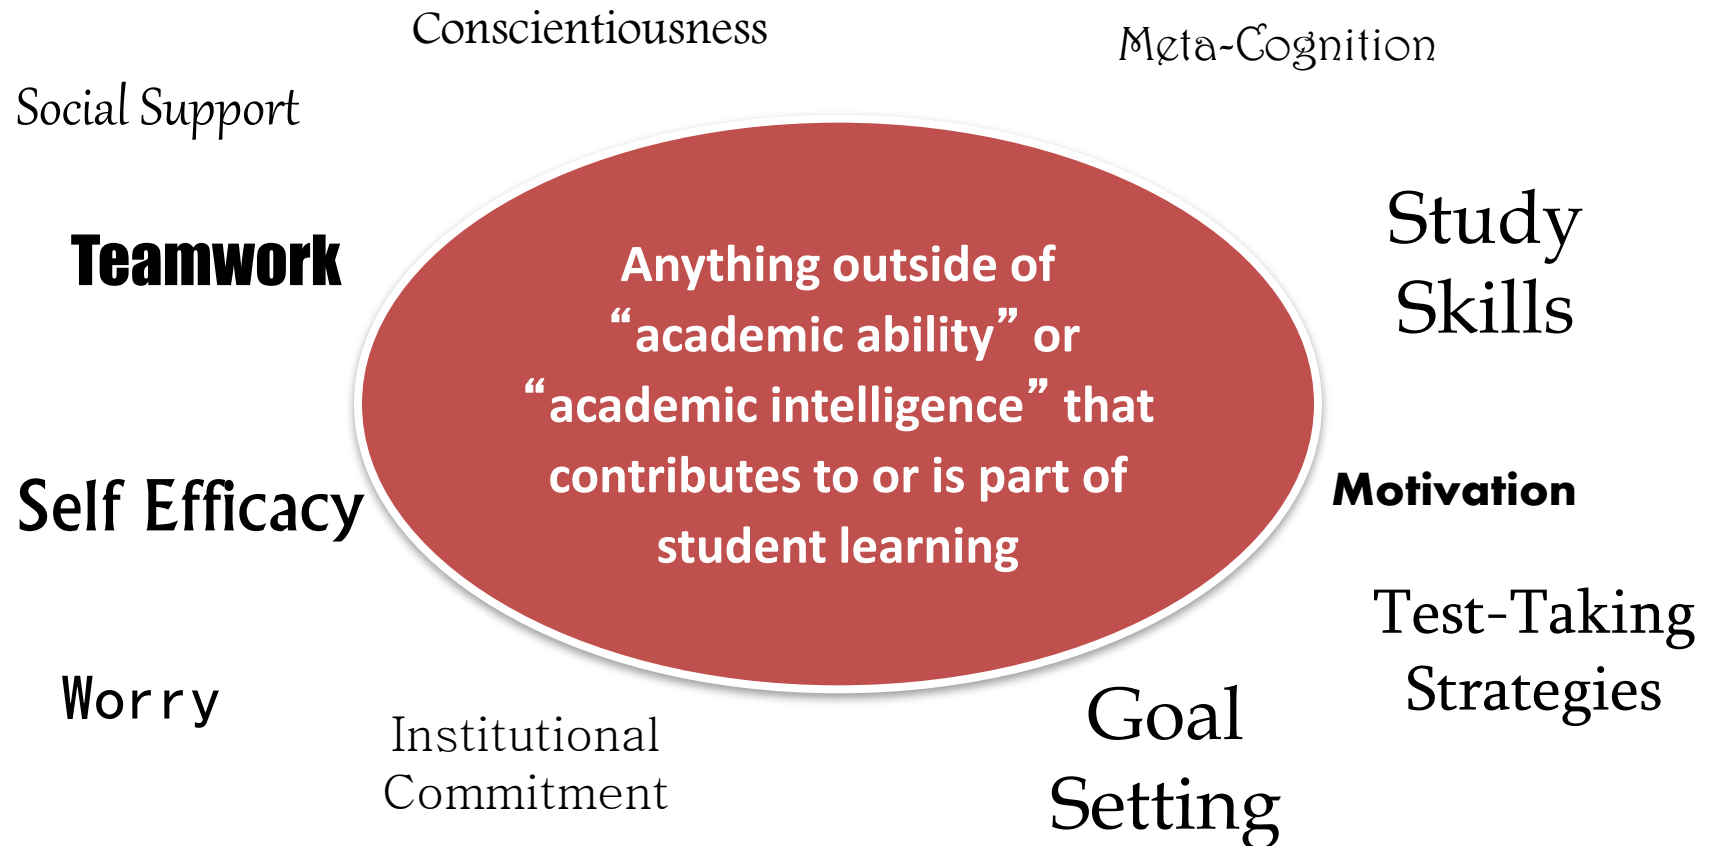 Conscientiousness
Meta-Cognition
Social Support
Teamwork
Study
Skills
Anything outside of
“academic ability” or
“academic intelligence” that
contributes to or is part of
student learning
Self Efficacy
Motivation
Test-Taking
Strategies
Worry
Institutional
Commitment
Goal
Setting